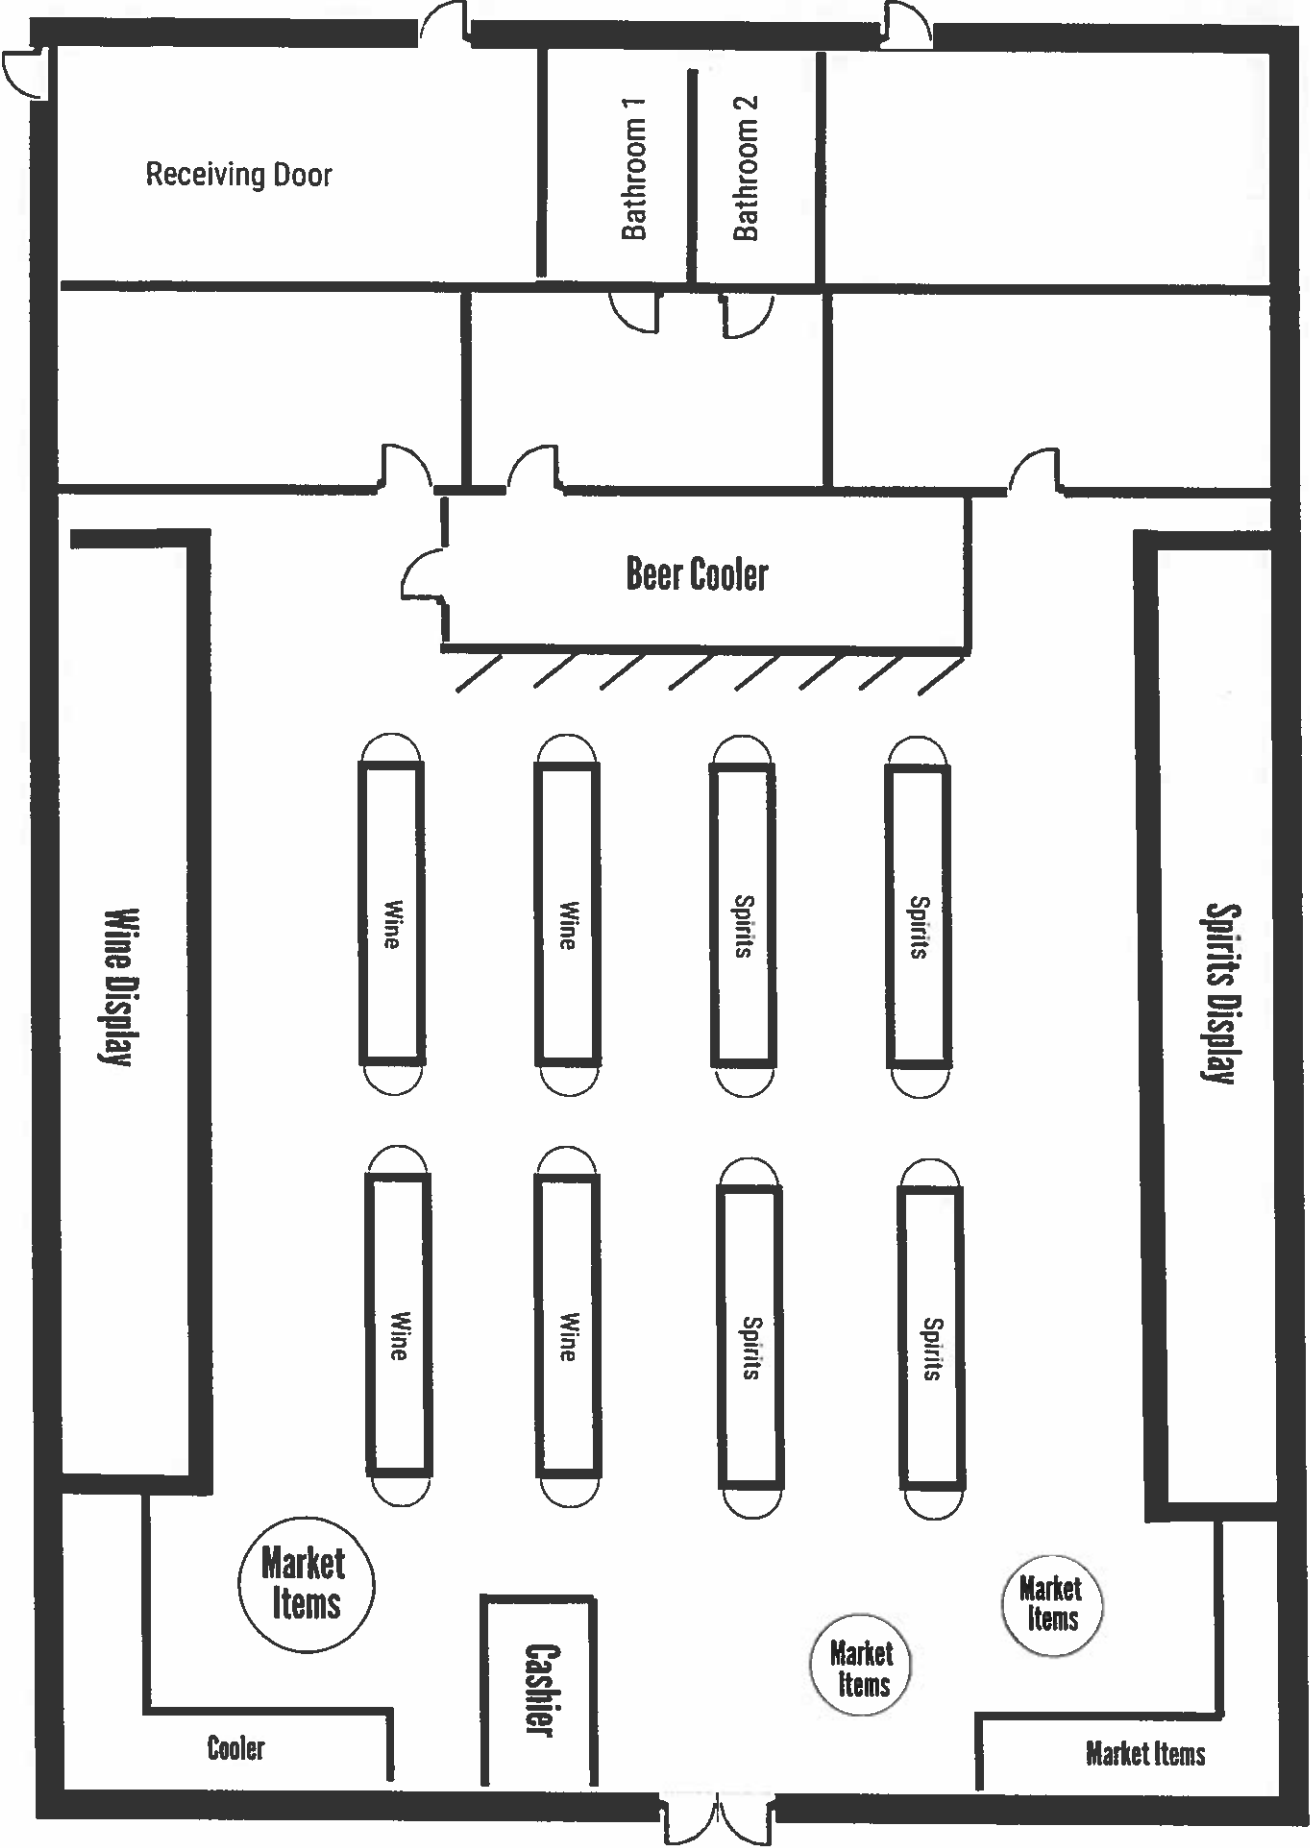 Receiving Door
Bathroom 1
Bathroom 2
Beer Cooler
Wine Display
Wine
Wine
Spirits
Spirits
Spirits Display
Wine
Wine
Spirits
Spirits
Market
Items
Market
Items
Market
Items
Cashier
Cooler
Market Items